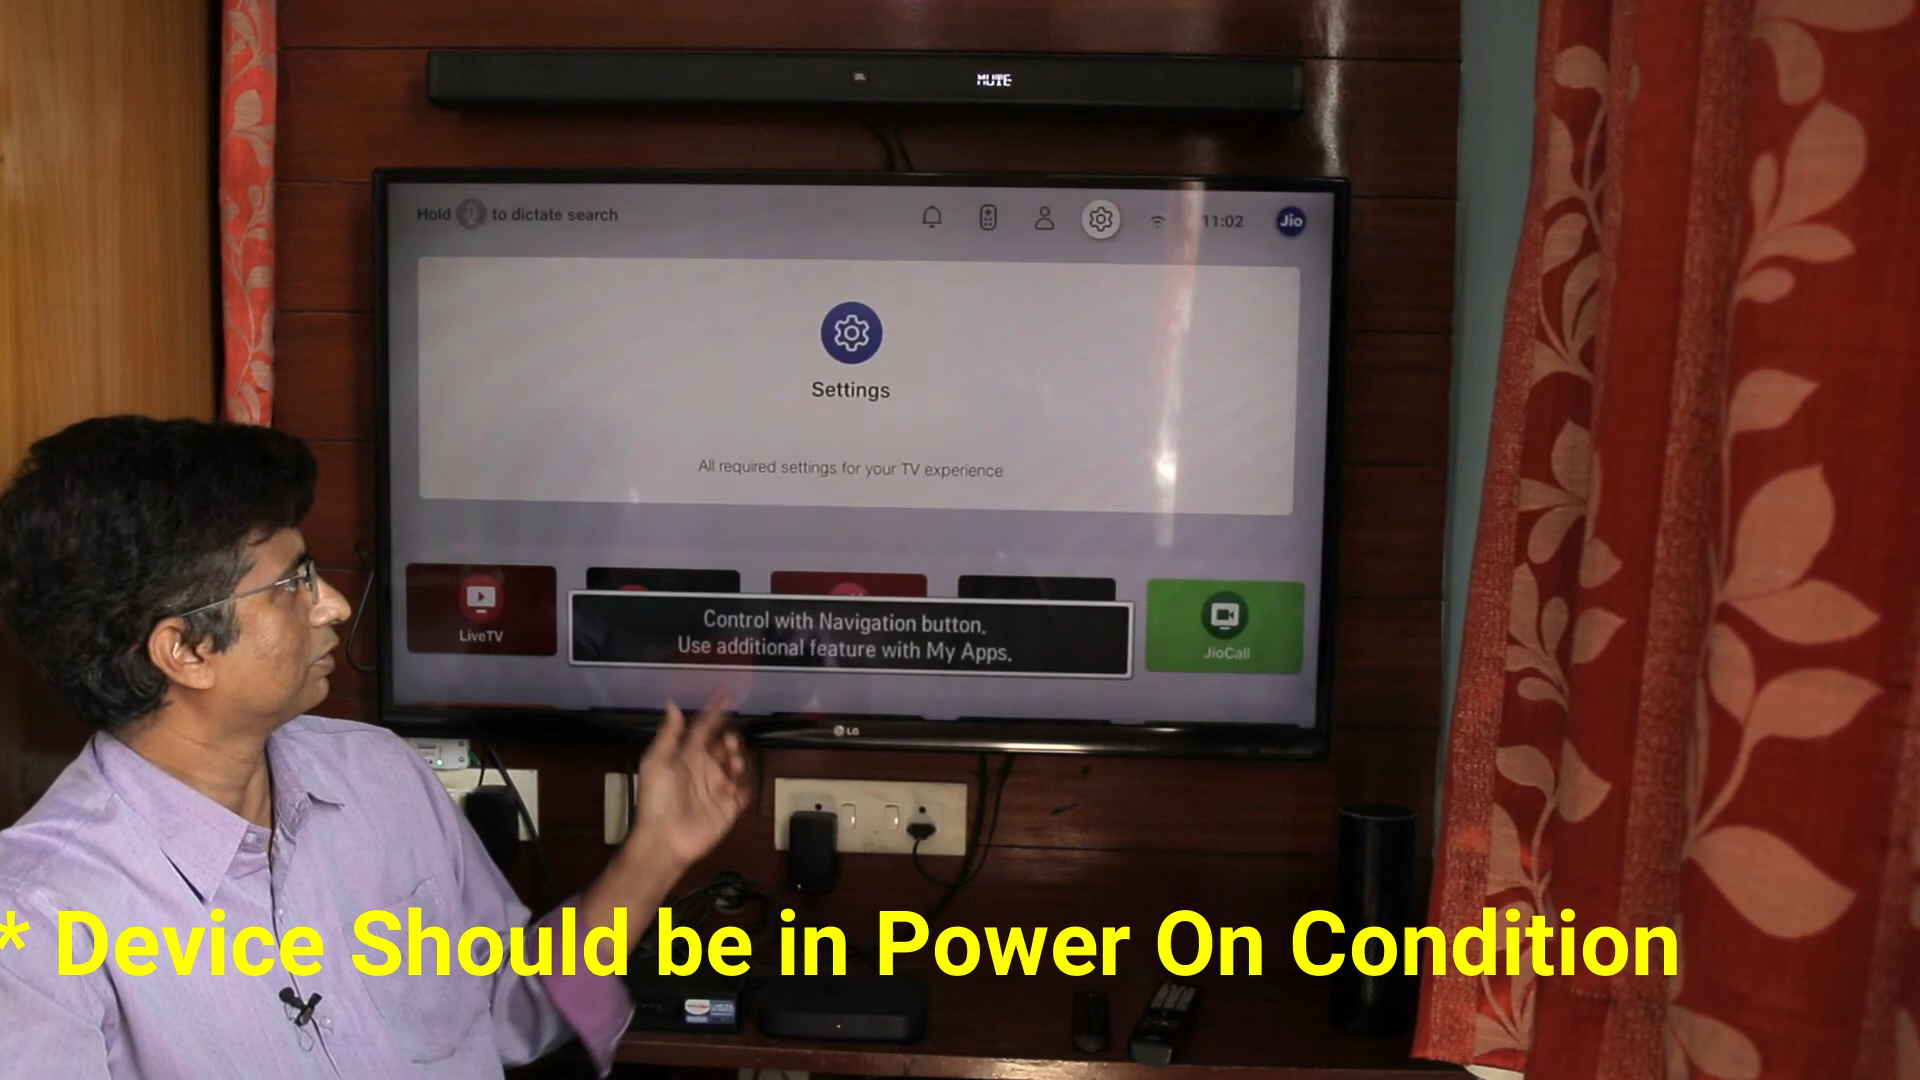 MUTE
Hold to dictate search
11:02
Jio
Settings
All required settings for your TV experience
LiveTV
Control with Navigation button.
Use additional feature with My Apps.
JioCall
LG
* Device Should be in Power On Condition